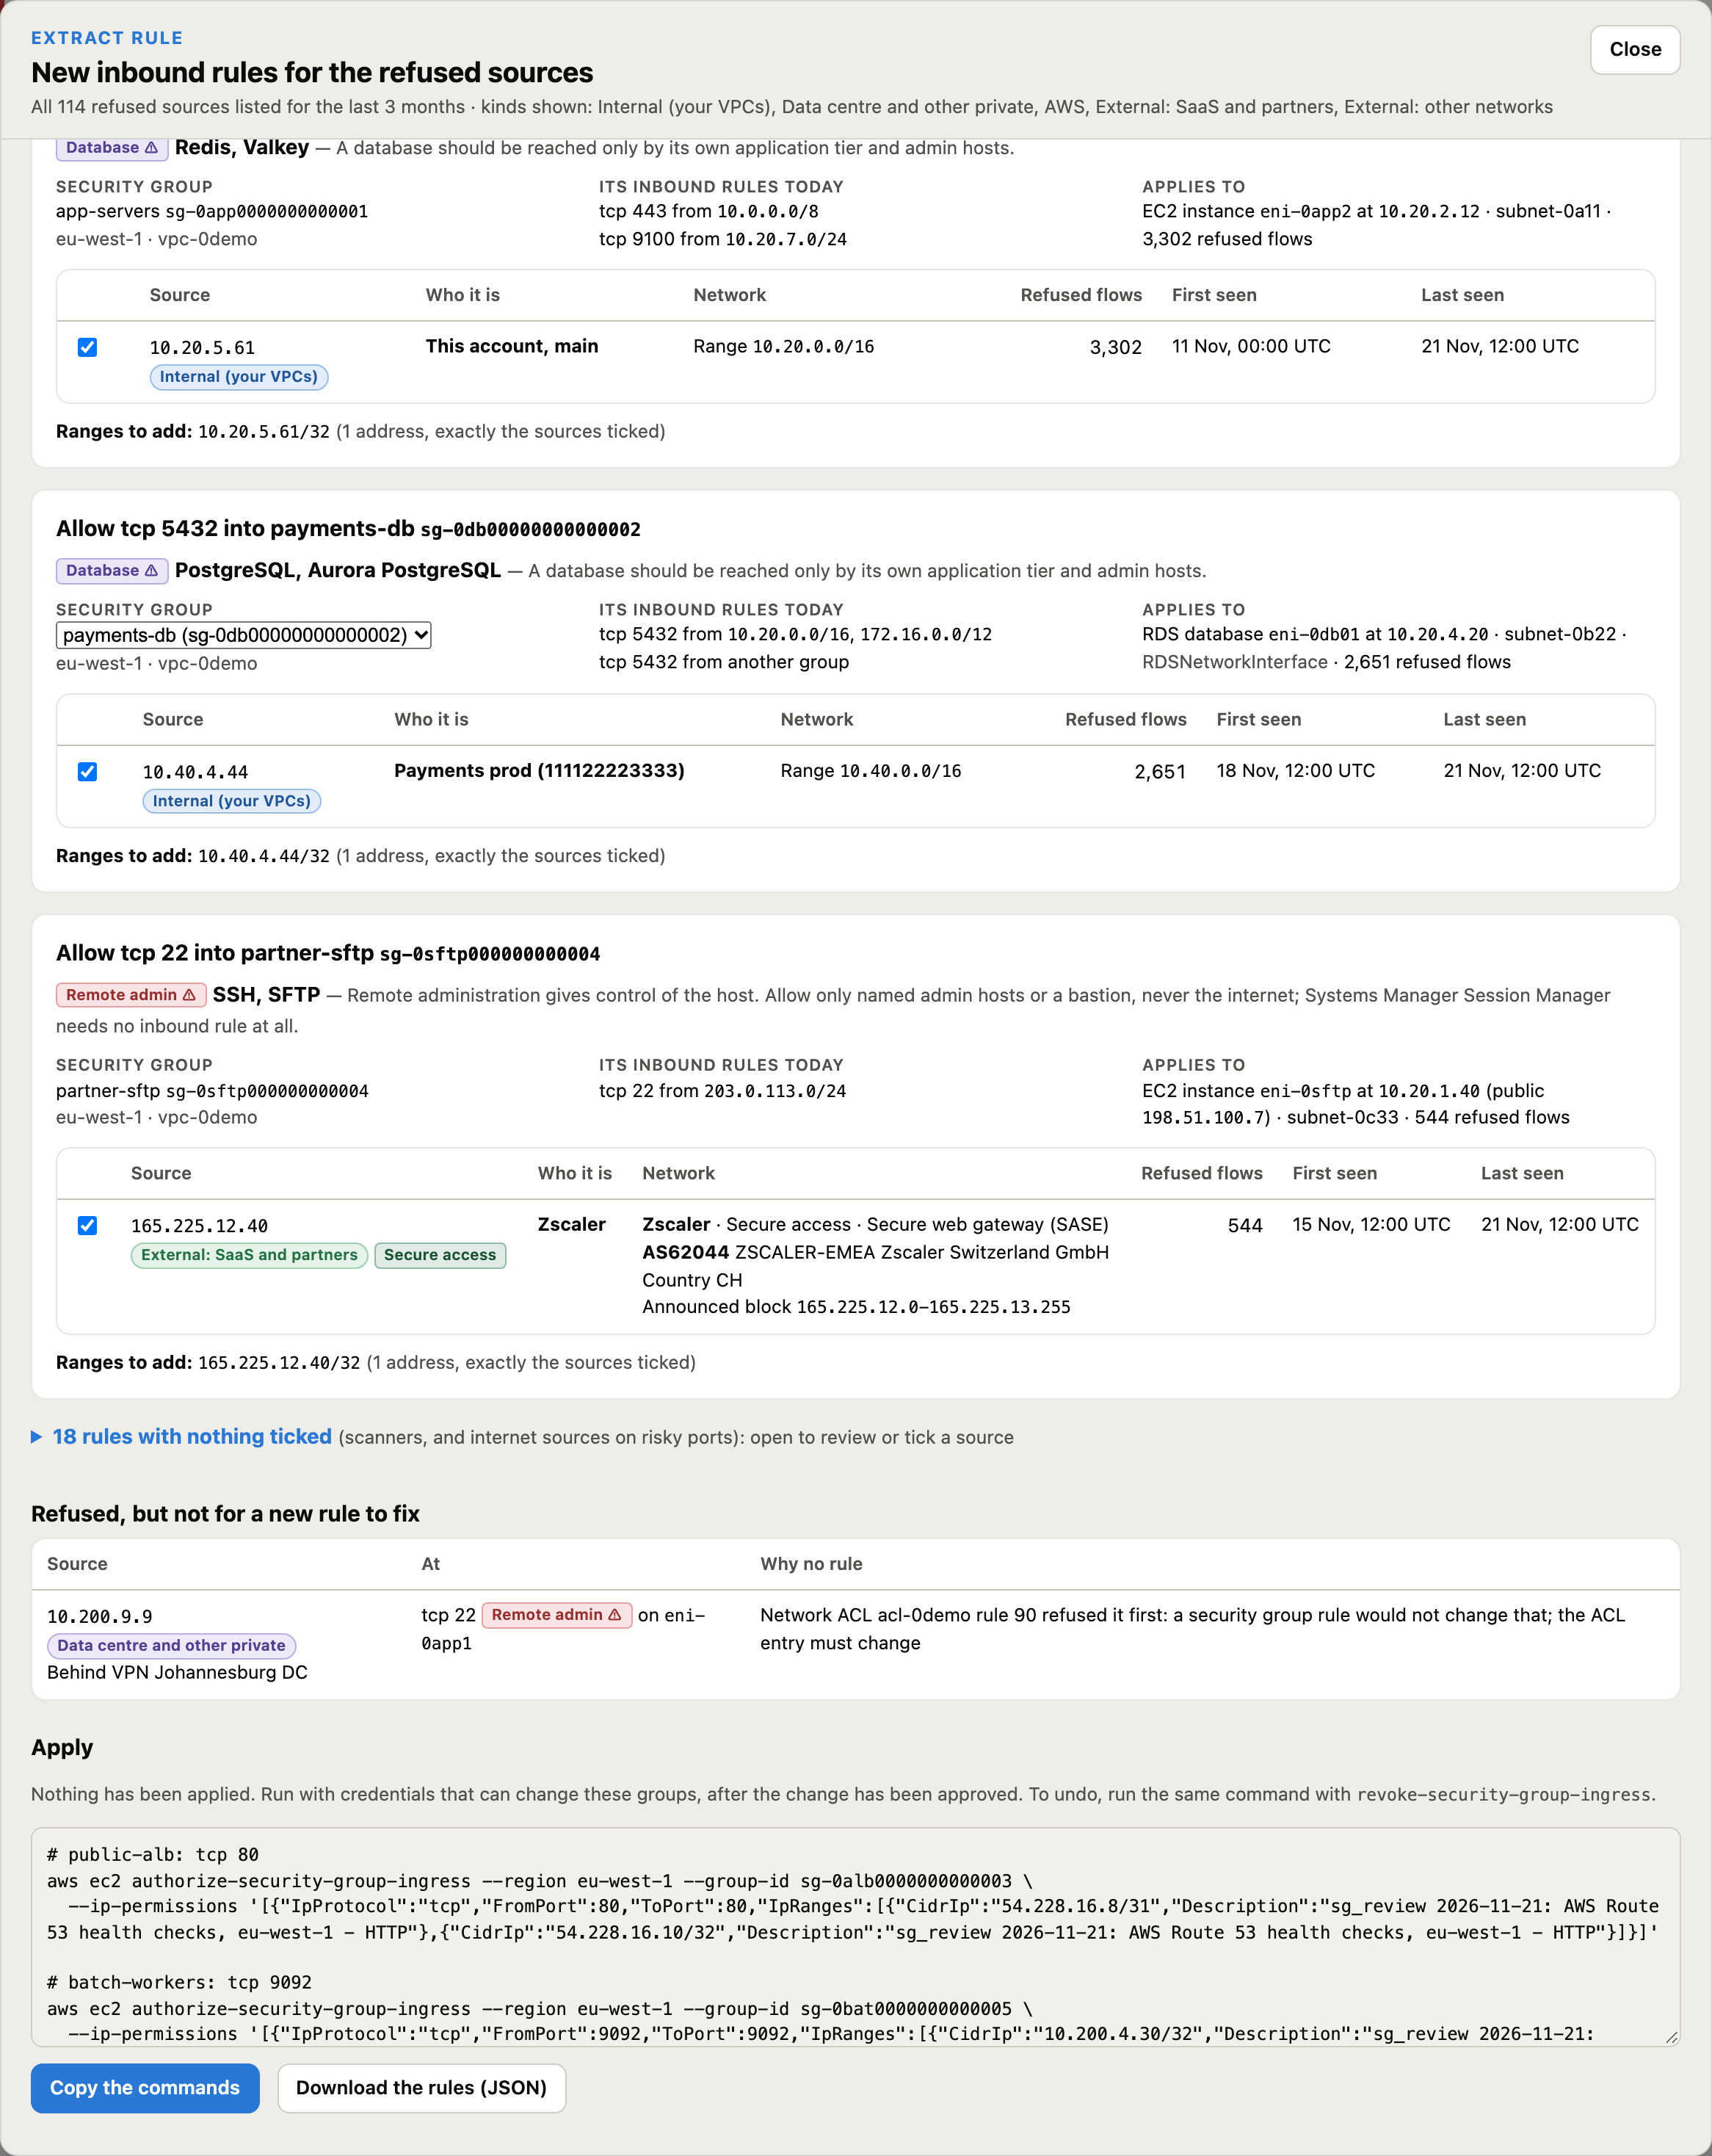 EXTRACT RULE
New inbound rules for the refused sources
All 114 refused sources listed for the last 3 months · kinds shown: Internal (your VPCs), Data centre and other private, AWS, External: SaaS and partners, External: other networks
Close
Database ⚠ Redis, Valkey — A database should be reached only by its own application tier and admin hosts.
SECURITY GROUP
app-servers sg-0app0000000000001
eu-west-1 · vpc-0demo
ITS INBOUND RULES TODAY
tcp 443 from 10.0.0.0/8
tcp 9100 from 10.20.7.0/24
APPLIES TO
EC2 instance eni-0app2 at 10.20.2.12 · subnet-0a11 ·
3,302 refused flows
Source Who it is Network Refused flows First seen Last seen
10.20.5.61 This account, main Range 10.20.0.0/16 3,302 11 Nov, 00:00 UTC 21 Nov, 12:00 UTC
Internal (your VPCs)
Ranges to add: 10.20.5.61/32 (1 address, exactly the sources ticked)
Allow tcp 5432 into payments-db sg-0db00000000000002
Database ⚠ PostgreSQL, Aurora PostgreSQL — A database should be reached only by its own application tier and admin hosts.
SECURITY GROUP
payments-db (sg-0db00000000000002)
eu-west-1 · vpc-0demo
ITS INBOUND RULES TODAY
tcp 5432 from 10.20.0.0/16, 172.16.0.0/12
tcp 5432 from another group
APPLIES TO
RDS database eni-0db01 at 10.20.4.20 · subnet-0b22 ·
RDSNetworkInterface · 2,651 refused flows
Source Who it is Network Refused flows First seen Last seen
10.40.4.44 Payments prod (111122223333) Range 10.40.0.0/16 2,651 18 Nov, 12:00 UTC 21 Nov, 12:00 UTC
Internal (your VPCs)
Ranges to add: 10.40.4.44/32 (1 address, exactly the sources ticked)
Allow tcp 22 into partner-sftp sg-0sftp000000000004
Remote admin ⚠ SSH, SFTP — Remote administration gives control of the host. Allow only named admin hosts or a bastion, never the internet; Systems Manager Session Manager
needs no inbound rule at all.
SECURITY GROUP
partner-sftp sg-0sftp000000000004
eu-west-1 · vpc-0demo
ITS INBOUND RULES TODAY
tcp 22 from 203.0.113.0/24
APPLIES TO
EC2 instance eni-0sftp at 10.20.1.40 (public
198.51.100.7) · subnet-0c33 · 544 refused flows
Source Who it is Network Refused flows First seen Last seen
165.225.12.40 Zscaler Zscaler · Secure access · Secure web gateway (SASE) 544 15 Nov, 12:00 UTC 21 Nov, 12:00 UTC
External: SaaS and partners Secure access AS62044 ZSCALER-EMEA Zscaler Switzerland GmbH
Country CH
Announced block 165.225.12.0–165.225.13.255
Ranges to add: 165.225.12.40/32 (1 address, exactly the sources ticked)
▶ 18 rules with nothing ticked (scanners, and internet sources on risky ports): open to review or tick a source
Refused, but not for a new rule to fix
Source At Why no rule
10.200.9.9
Data centre and other private
Behind VPN Johannesburg DC
tcp 22 Remote admin ⚠ on eni-
0app1
Network ACL acl-0demo rule 90 refused it first: a security group rule would not change that; the ACL
entry must change
Apply
Nothing has been applied. Run with credentials that can change these groups, after the change has been approved. To undo, run the same command with revoke-security-group-ingress.
# public-alb: tcp 80
aws ec2 authorize-security-group-ingress --region eu-west-1 --group-id sg-0alb0000000000003 \
--ip-permissions '[{"IpProtocol":"tcp","FromPort":80,"ToPort":80,"IpRanges":[{"CidrIp":"54.228.16.8/31","Description":"sg_review 2026-11-21: AWS Route
53 health checks, eu-west-1 - HTTP"},{"CidrIp":"54.228.16.10/32","Description":"sg_review 2026-11-21: AWS Route 53 health checks, eu-west-1 - HTTP"}]}]'
# batch-workers: tcp 9092
aws ec2 authorize-security-group-ingress --region eu-west-1 --group-id sg-0bat0000000000005 \
--ip-permissions '[{"IpProtocol":"tcp","FromPort":9092,"ToPort":9092,"IpRanges":[{"CidrIp":"10.200.4.30/32","Description":"sg_review 2026-11-21:
Copy the commands
Download the rules (JSON)